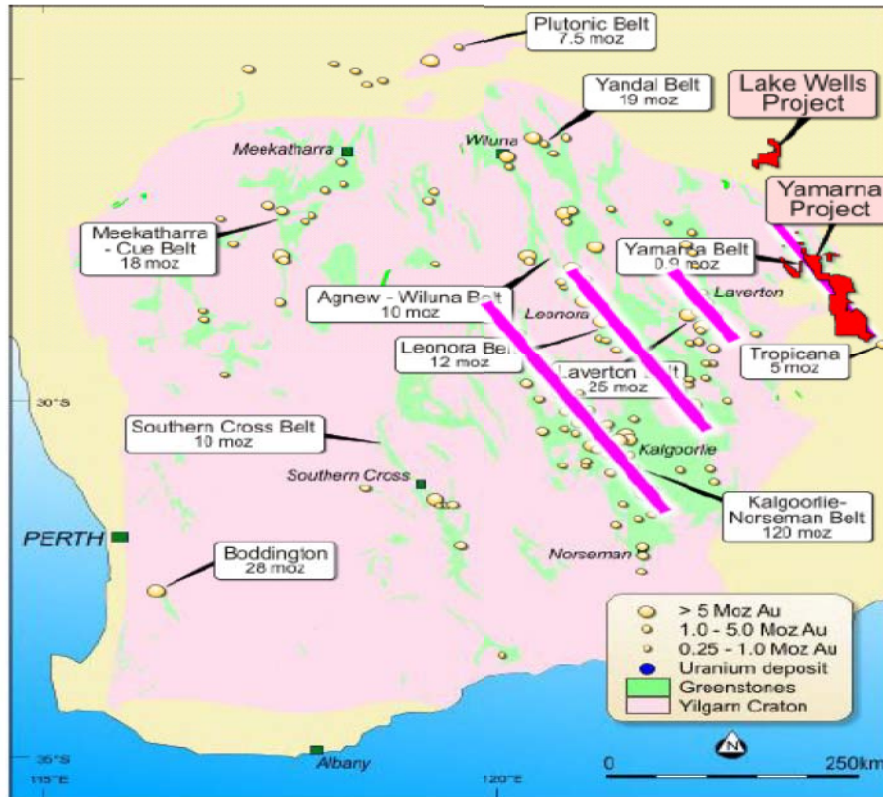 Plutonic Belt
7.5 moz
Yandal Belt
19 moz
Lake Wells
Project
Meekatharra
Wiluna
Yamarna
Project
Meekatharra
- Cue Belt
18 moz
Yamarna Belt
0.9 moz
Agnew - Wiluna Belt
10 moz
Leonora
Laverton
Leonora Belt
12 moz
Laverton Belt
25 moz
Tropicana
5 moz
30°S
Southern Cross Belt
10 moz
Kalgoorlie
Southern Cross
Kalgoorlie-
Norseman Belt
120 moz
PERTH
Boddington
28 moz
Norseman
> 5 Moz Au
1.0 - 5.0 Moz Au
0.25 - 1.0 Moz Au
Uranium deposit
Greenstones
Yilgarn Craton
N
35°S
Albany
115°E
120°E
0
250km